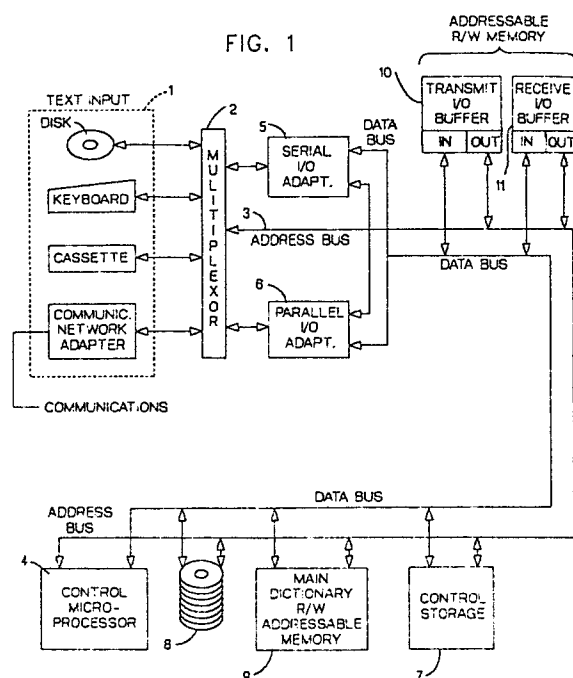 FIG. 1
ADDRESSABLE
R/W MEMORY
TEXT INPUT
1
DISK
KEYBOARD
CASSETTE
COMMUNIC.
NETWORK
ADAPTER
COMMUNICATIONS
2
MULITIPLEXOR
5
SERIAL
I/O
ADAPT.
DATA
BUS
3
ADDRESS BUS
6
PARALLEL
I/O
ADAPT.
10
TRANSMIT
I/O
BUFFER
IN
OUT
RECEIVE
I/O
BUFFER
IN
OUT
11
DATA BUS
DATA BUS
ADDRESS
BUS
4
CONTROL
MICRO-
PROCESSOR
8
MAIN
DICTIONARY
R/W
ADDRESSABLE
MEMORY
9
CONTROL
STORAGE
7